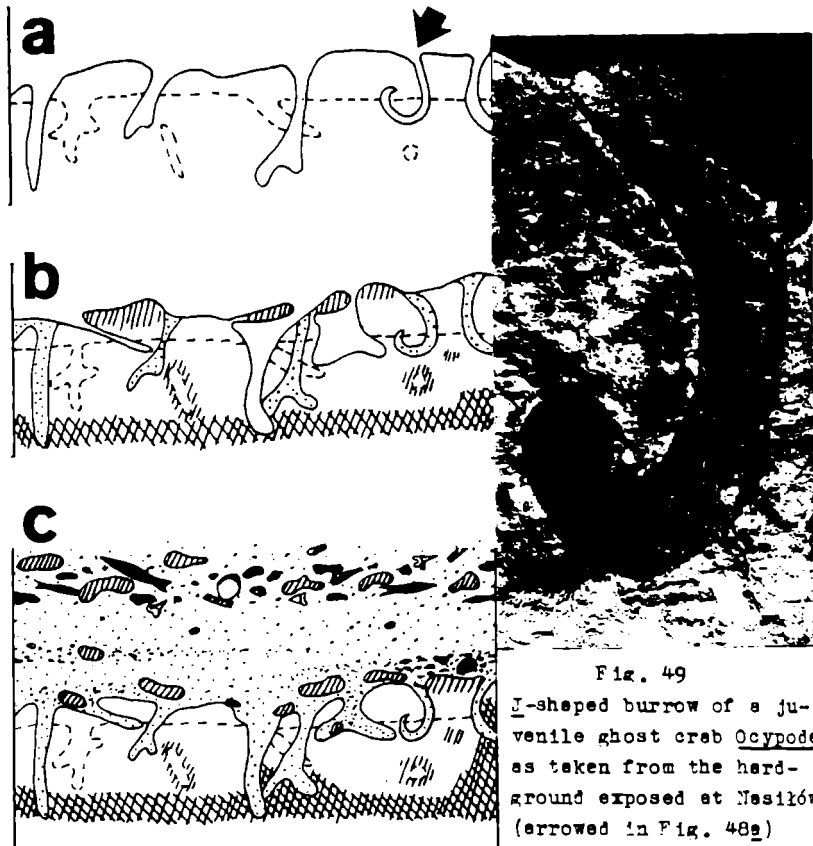 a
b
c
Fig. 49
J-shaped burrow of a ju-
venile ghost crab Ocypode
as taken from the hard-
ground exposed at Nasiłów
(arrowed in Fig. 48a)